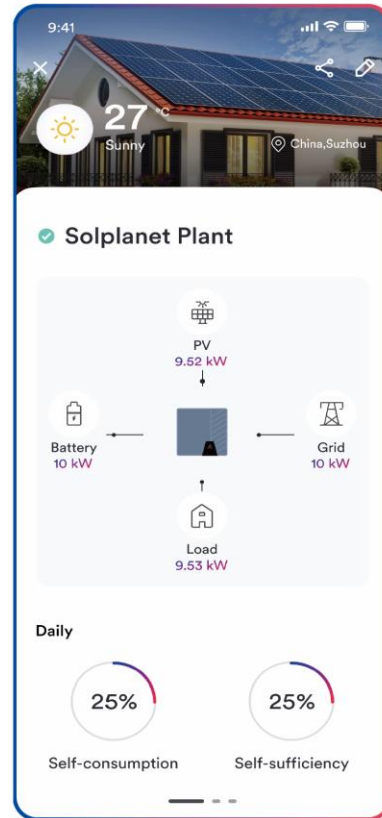 9:41
27 °C
Sunny
China,Suzhou
Solplanet Plant
PV
9.52 kW
Battery
10 kW
Grid
10 kW
Load
9.53 kW
Daily
25%
25%
Self-consumption
Self-sufficiency